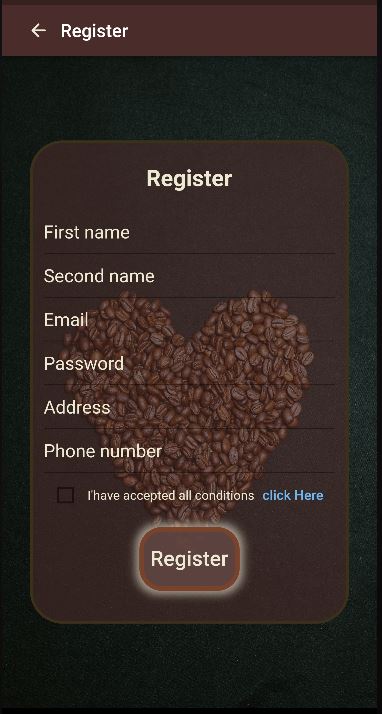 Register
Register
First name
Second name
Email
Password
Address
Phone number
I'have accepted all conditions click Here
Register